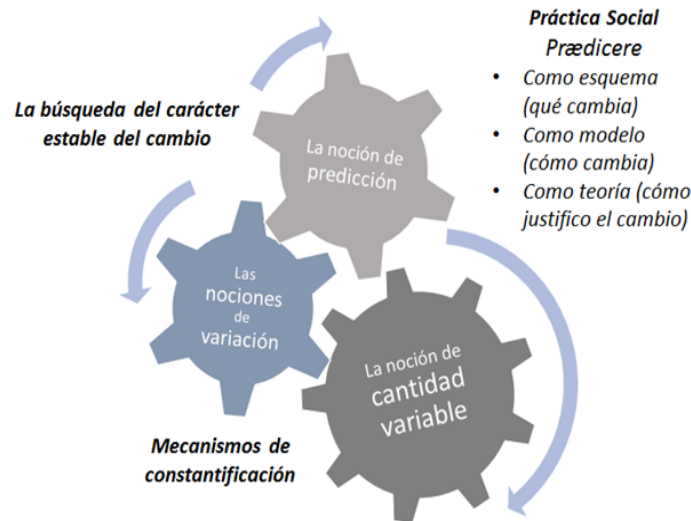 Práctica Social
Prædicere
• Como esquema
(qué cambia)
• Como modelo
(cómo cambia)
• Como teoría (cómo
justifico el cambio)
La búsqueda del carácter
estable del cambio
La noción de
predicción
Las
nociones
de
variación
La noción de
cantidad
variable
Mecanismos de
constantificación